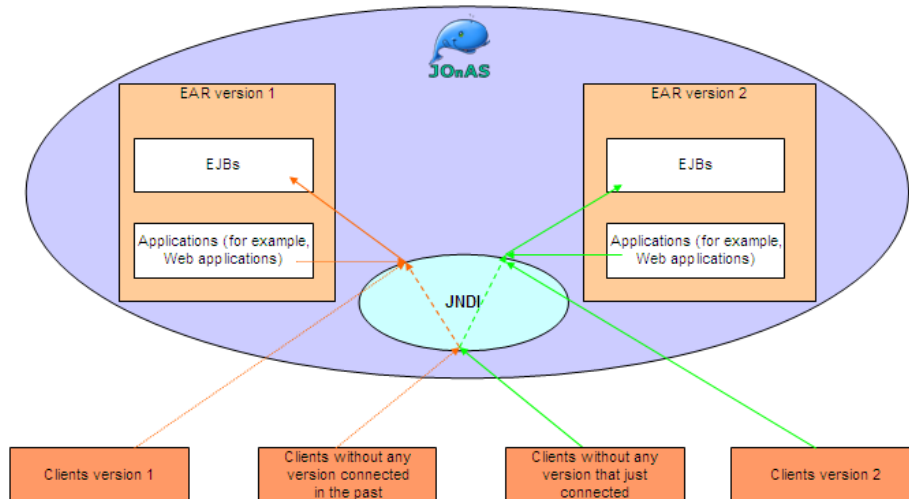 JOnAS
EAR version 1
EJBs
Applications (for example,
Web applications)
EAR version 2
EJBs
Applications (for example,
Web applications)
JNDI
Clients version 1
Clients without any
version connected
in the past
Clients without any
version that just
connected
Clients version 2